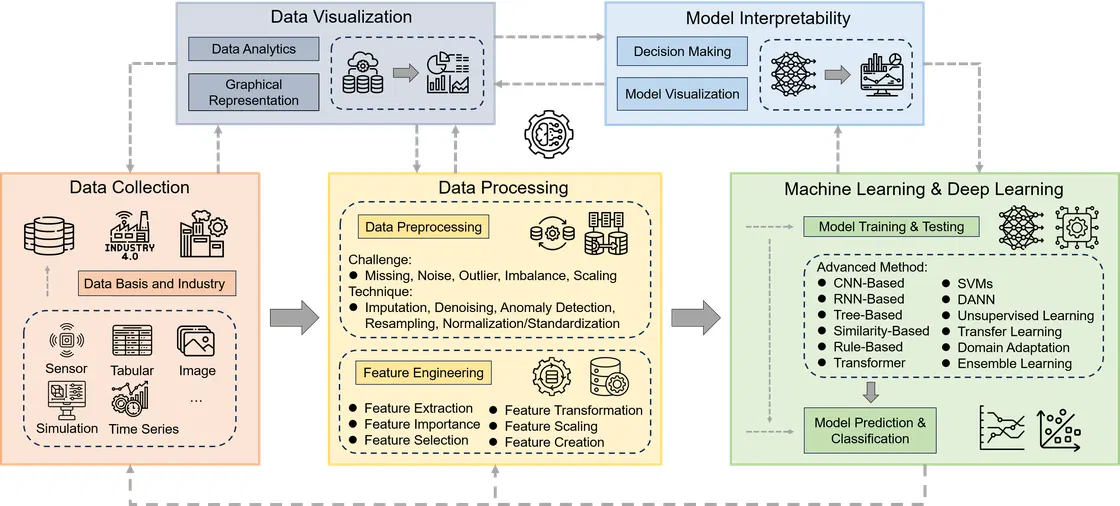 Data Visualization
Data Analytics
Graphical
Representation
Model Interpretability
Decision Making
Model Visualization
Data Collection
INDUSTRY
4.0
Data Basis and Industry
Sensor
Tabular
Image
Simulation
Time Series
...
Data Processing
Data Preprocessing
Challenge:
● Missing, Noise, Outlier, Imbalance, Scaling
Technique:
● Imputation, Denoising, Anomaly Detection,
Resampling, Normalization/Standardization
Feature Engineering
● Feature Extraction
● Feature Importance
● Feature Selection
● Feature Transformation
● Feature Scaling
● Feature Creation
Machine Learning & Deep Learning
Model Training & Testing
Advanced Method:
● CNN-Based
● RNN-Based
● Tree-Based
● Similarity-Based
● Rule-Based
● Transformer
● SVMs
● DANN
● Unsupervised Learning
● Transfer Learning
● Domain Adaptation
● Ensemble Learning
Model Prediction &
Classification